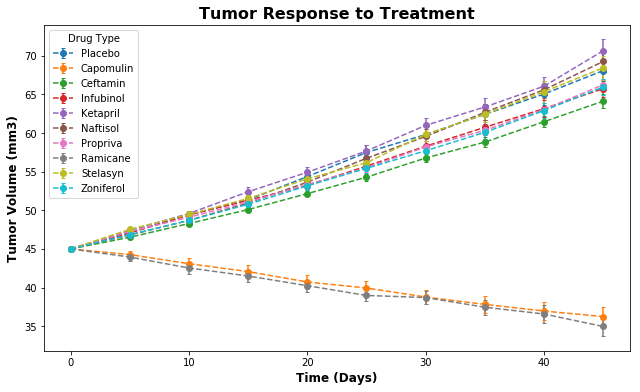 Tumor Response to Treatment
Drug Type
Placebo
Capomulin
Ceftamin
Infubinol
Ketapril
Naftisol
Propriva
Ramicane
Stelasyn
Zoniferol
Tumor Volume (mm3)
70
65
60
55
50
45
40
35
0
10
20
30
40
Time (Days)